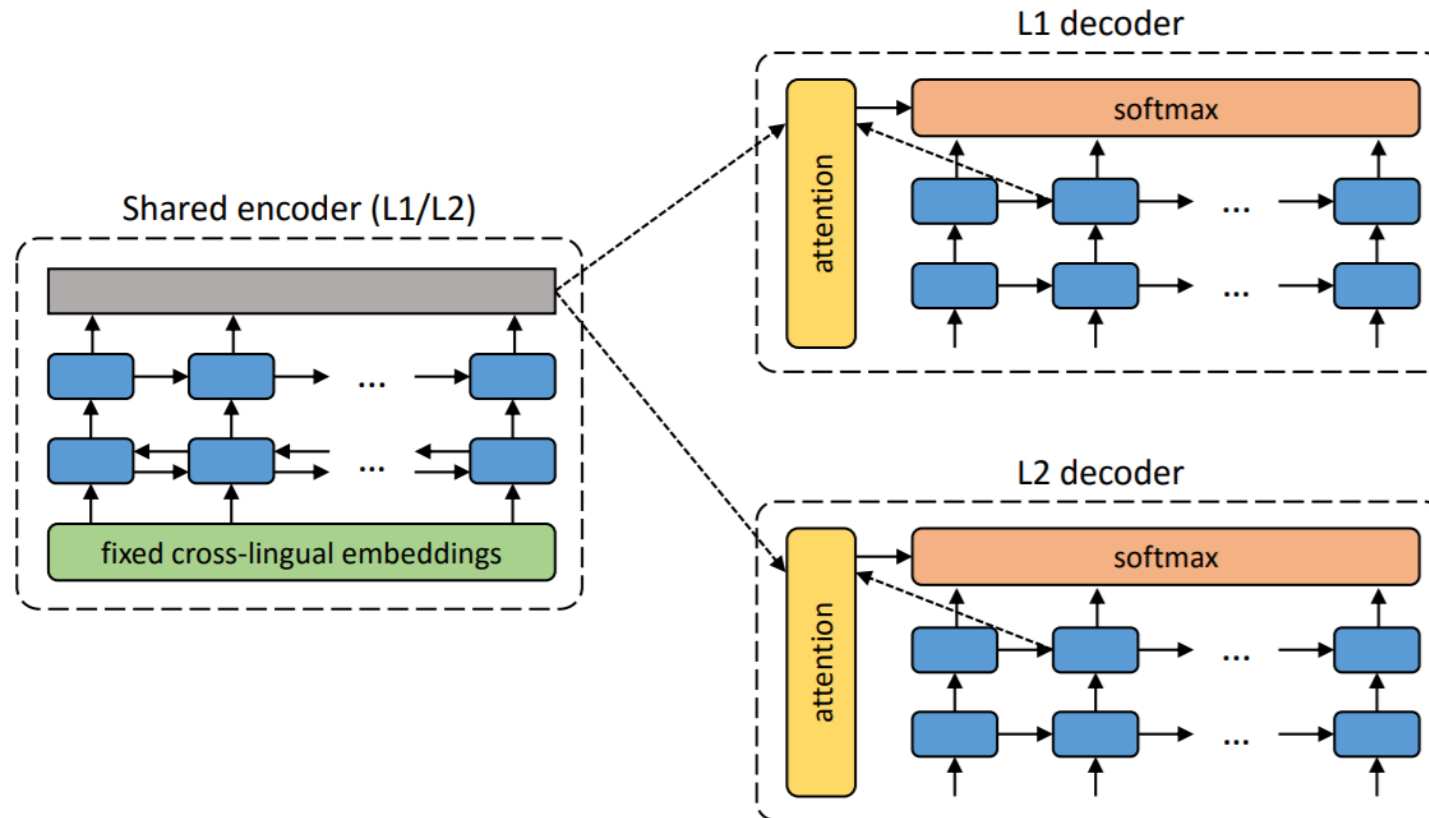 L1 decoder
softmax
attention
...
...
Shared encoder (L1/L2)
...
...
fixed cross-lingual embeddings
L2 decoder
softmax
attention
...
...